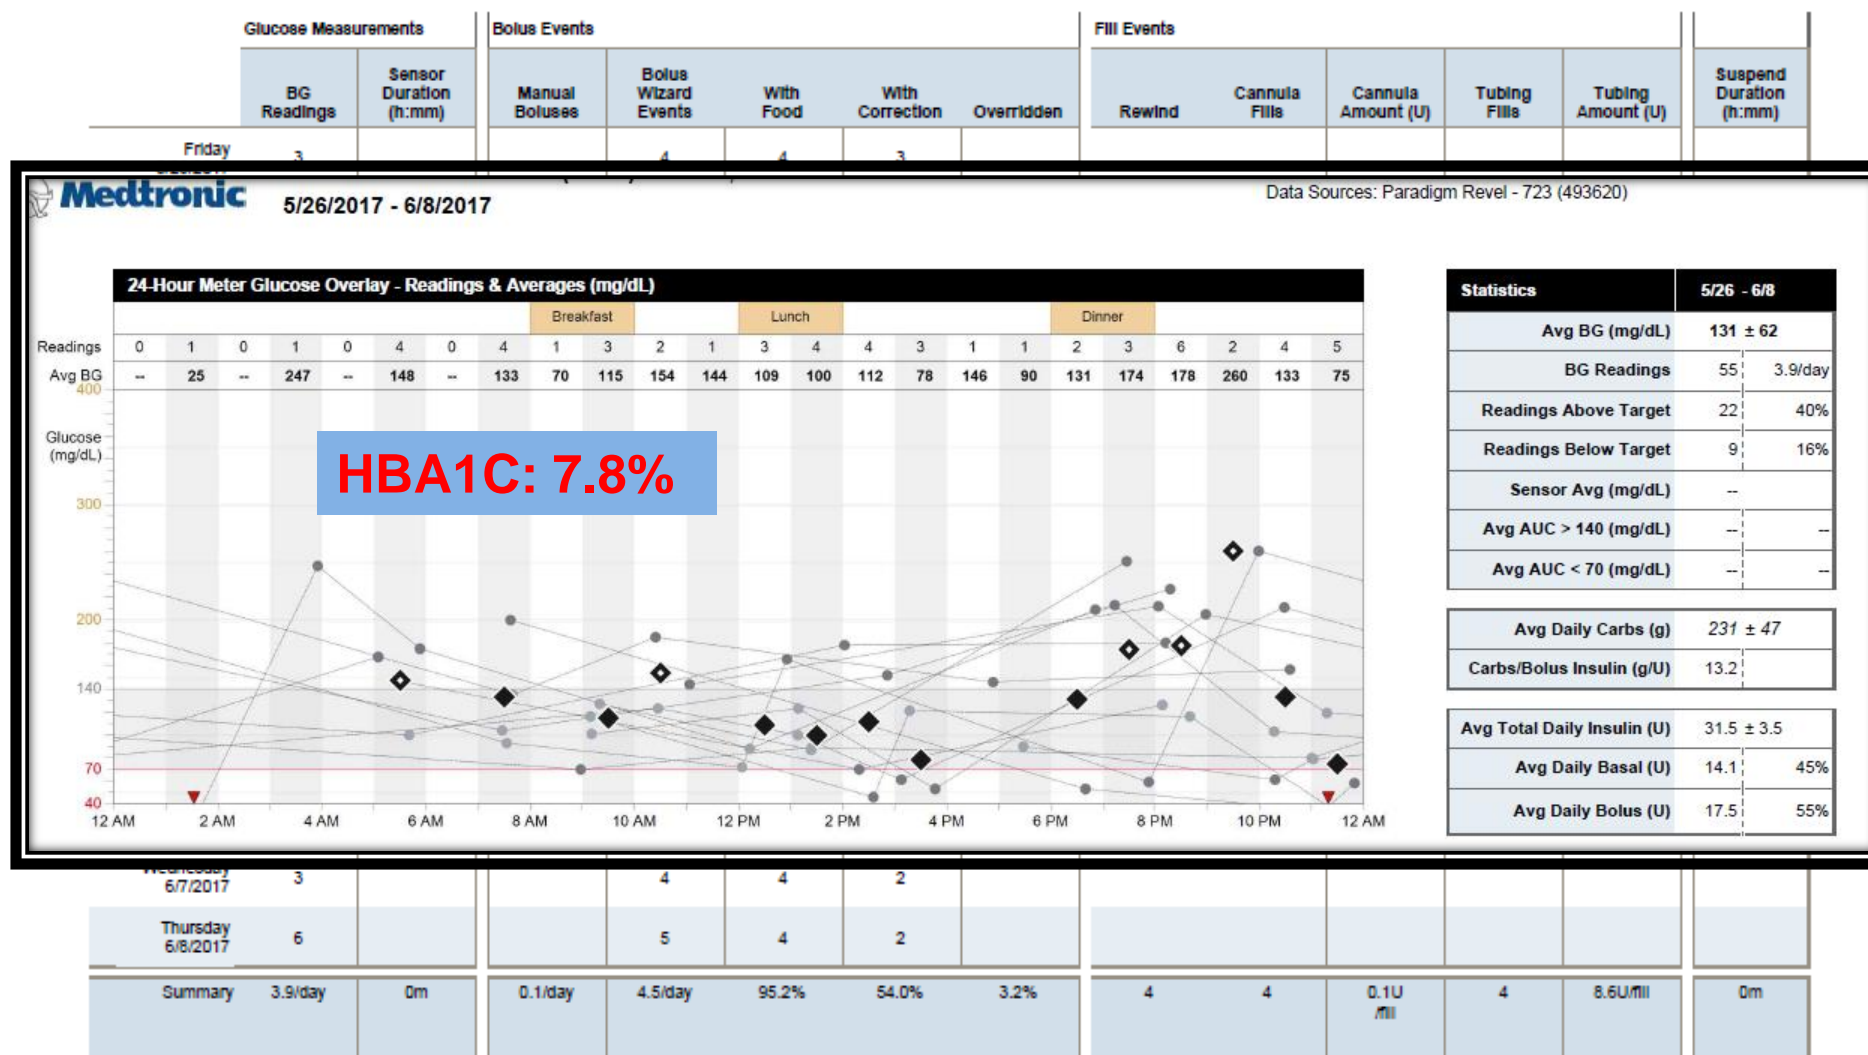 Glucose Measurements Bolus Events Fill Events
BG Readings Sensor Duration (h:mm) Manual Boluses Bolus Wizard Events With Food With Correction Overridden Rewind Cannula Fills Cannula Amount (U) Tubing Fills Tubing Amount (U) Suspend Duration (h:mm)
Friday 3 4 4 3
Medtronic 5/26/2017 - 6/8/2017 Data Sources: Paradigm Revel - 723 (493620)
24-Hour Meter Glucose Overlay - Readings & Averages (mg/dL)
Breakfast Lunch Dinner
Readings 0 1 0 1 0 4 0 4 1 3 2 1 3 4 4 3 1 1 2 3 6 2 4 5
Avg BG -- 25 -- 247 -- 148 -- 133 70 115 154 144 109 100 112 78 146 90 131 174 178 260 133 75
400
Glucose
(mg/dL)
HBA1C: 7.8%
300
200
140
70
40
12 AM 2 AM 4 AM 6 AM 8 AM 10 AM 12 PM 2 PM 4 PM 6 PM 8 PM 10 PM 12 AM
Statistics 5/26 - 6/8
Avg BG (mg/dL) 131 ± 62
BG Readings 55 3.9/day
Readings Above Target 22 40%
Readings Below Target 9 16%
Sensor Avg (mg/dL) --
Avg AUC > 140 (mg/dL) -- --
Avg AUC < 70 (mg/dL) -- --
Avg Daily Carbs (g) 231 ± 47
Carbs/Bolus Insulin (g/U) 13.2
Avg Total Daily Insulin (U) 31.5 ± 3.5
Avg Daily Basal (U) 14.1 45%
Avg Daily Bolus (U) 17.5 55%
Wednesday
6/7/2017 3 4 4 2
Thursday
6/8/2017 6 5 4 2
Summary 3.9/day 0m 0.1/day 4.5/day 95.2% 54.0% 3.2% 4 4 0.1U /fill 4 8.6U/fill 0m